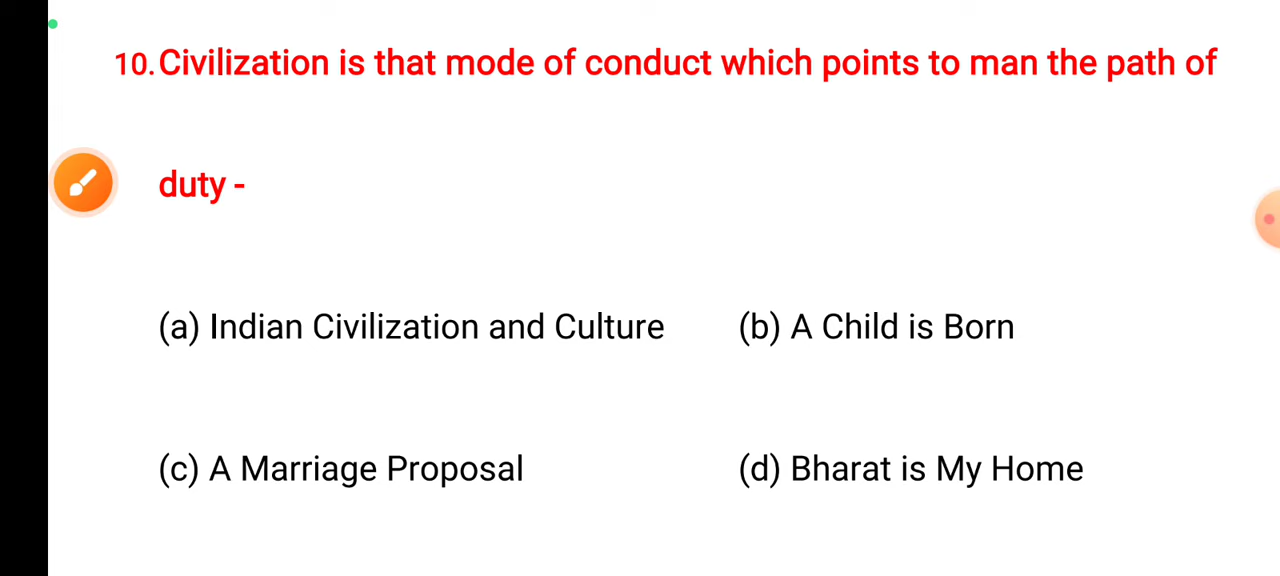 10. Civilization is that mode of conduct which points to man the path of
duty -
(a) Indian Civilization and Culture (b) A Child is Born
(c) A Marriage Proposal (d) Bharat is My Home